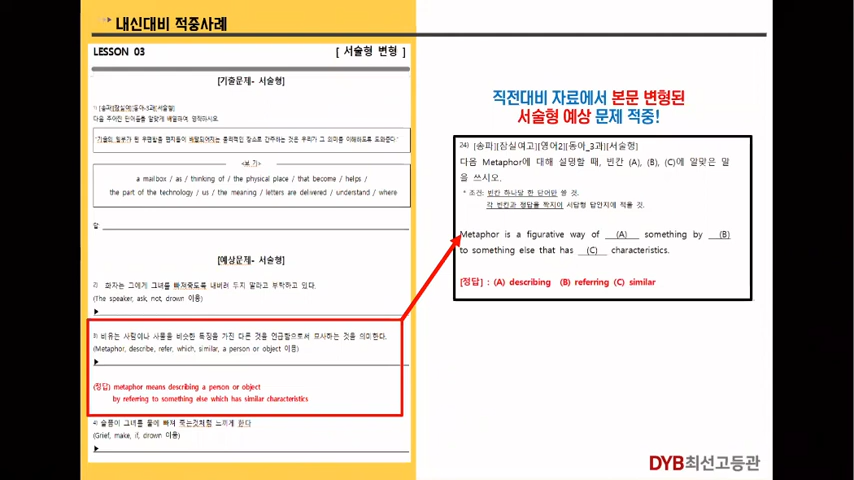 내신대비 적중사례
LESSON 03
[ 서술형 변형 ]
[기출문제- 서술형]
1) [송파][잠실여][동아-3과][서술형]
다음 주어진 단어들을 알맞게 배열하여, 영작하시오.
<보 기>
a mailbox / as / thinking of / the physical place / that become / helps /
the part of the technology / us / the meaning / letters are delivered / understand / where
답
[예상문제- 서술형]
2) 화자는 그에게 그녀를 빠져죽도록 내버려 두지 말라고 부탁하고 있다.
(The speaker, ask, not, drown 이용)
3) 비유는 사람이나 사물을 비슷한 특징을 가진 다른 것을 언급함으로서 묘사하는 것을 의미한다.
(Metaphor, describe, refer, which, similar, a person or object 이용)
(정답) metaphor means describing a person or object
by referring to something else which has similar characteristics
4) 슬픔이 그녀를 물에 빠져 죽는것처럼 느끼게 한다
(Grief, make, if, drown 이용)
직전대비 자료에서 본문 변형된
서술형 예상 문제 적중!
24) [송파][잠실여고][영어2][동아_3과][서술형]
다음 Metaphor에 대해 설명할 때, 빈칸 (A), (B), (C)에 알맞은 말
을 쓰시오.
* 조건: 빈칸 하나당 한 단어만 쓸 것.
각 빈칸과 정답을 짝지어 서답형 답안지에 적을 것.
Metaphor is a figurative way of (A) something by (B)
to something else that has (C) characteristics.
[정답] : (A) describing (B) referring (C) similar
DYB최선고등관